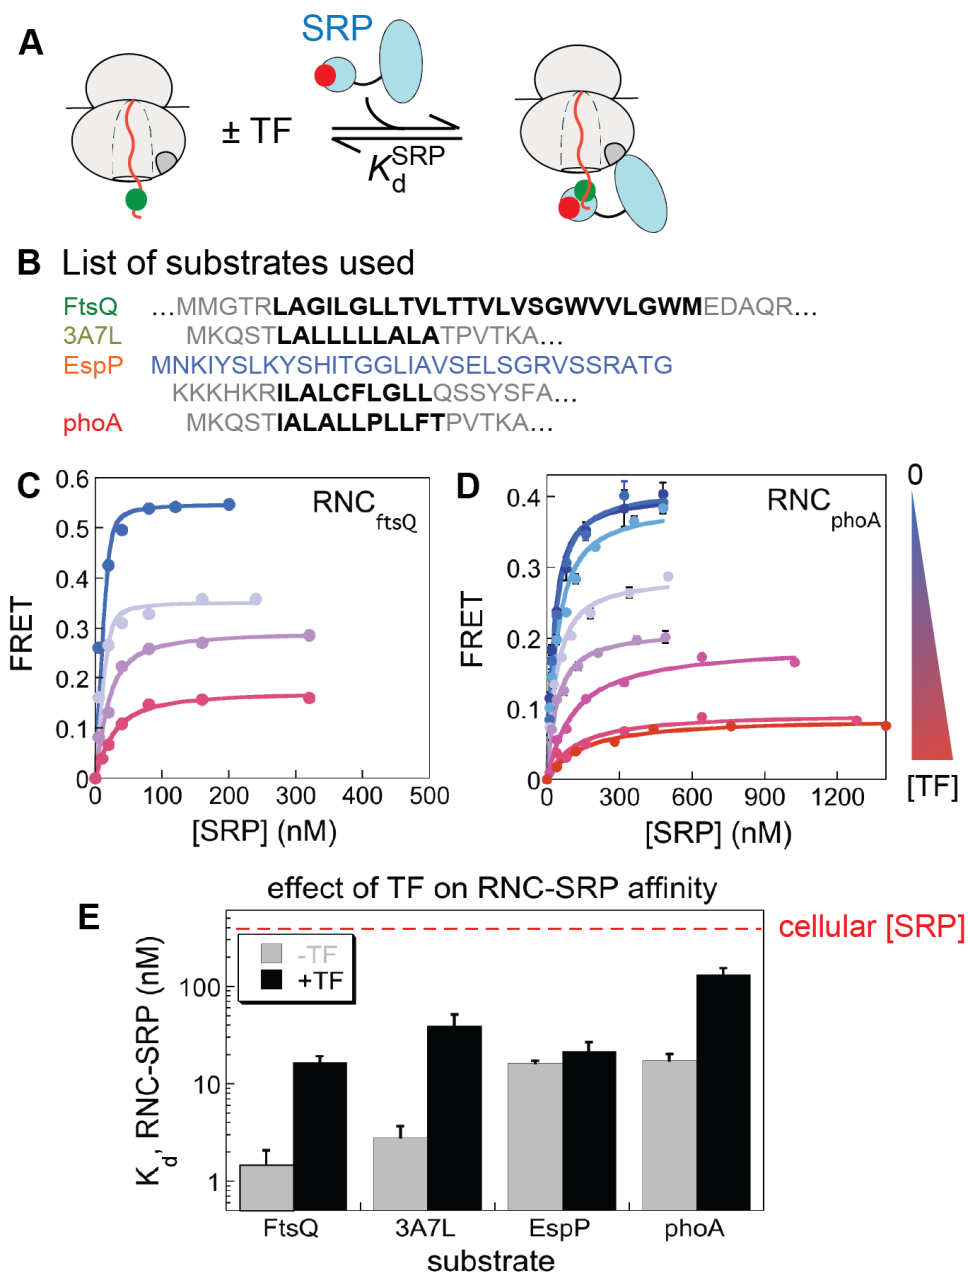 A
SRP
± TF
K_d^SRP
B List of substrates used
FtsQ ...MMGTRLAGILGLLTVLTTVLVSGWVVLGWMEDAQR...
3A7L MKQSTLALLLLLALATPVTKA...
EspP MNKIYSLKYSHITGGLIAVSELSGRVSSRATG
KKKHKRILALCFLGLLQSSYSFA...
phoA MKQSTIALALLPLLFTPVTKA...
C
RNC_ftsQ
FRET
0.6
0.5
0.4
0.3
0.2
0.1
0
0 100 200 300 400 500
[SRP] (nM)
D
RNC_phoA
FRET
0.4
0.3
0.2
0.1
0
0 300 600 900 1200
[SRP] (nM)
0
[TF]
E
effect of TF on RNC-SRP affinity
cellular [SRP]
-TF
+TF
K_d, RNC-SRP (nM)
100
10
1
FtsQ 3A7L EspP phoA
substrate